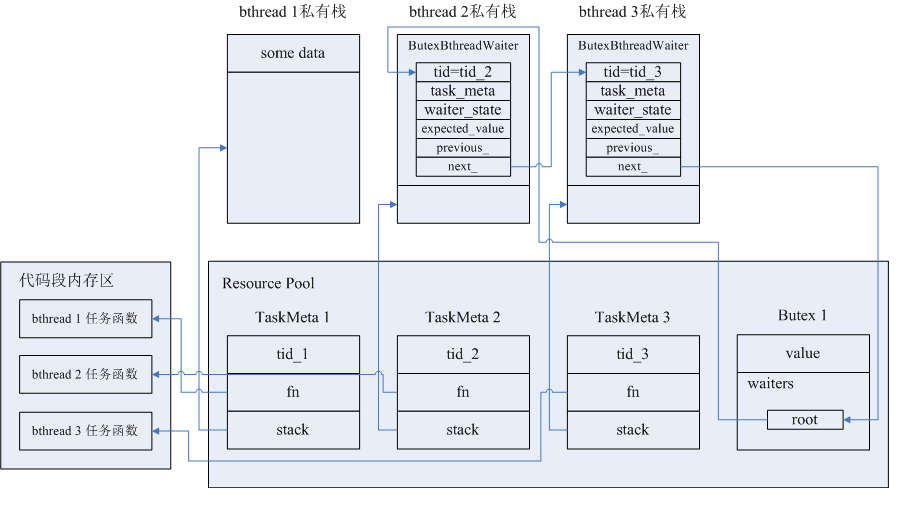 bthread 1私有栈
bthread 2私有栈
bthread 3私有栈
some data
ButexBthreadWaiter
tid=tid_2
task_meta
waiter_state
expected_value
previous_
next_
ButexBthreadWaiter
tid=tid_3
task_meta
waiter_state
expected_value
previous_
next_
代码段内存区
bthread 1 任务函数
bthread 2 任务函数
bthread 3 任务函数
Resource Pool
TaskMeta 1
tid_1
fn
stack
TaskMeta 2
tid_2
fn
stack
TaskMeta 3
tid_3
fn
stack
Butex 1
value
waiters
root